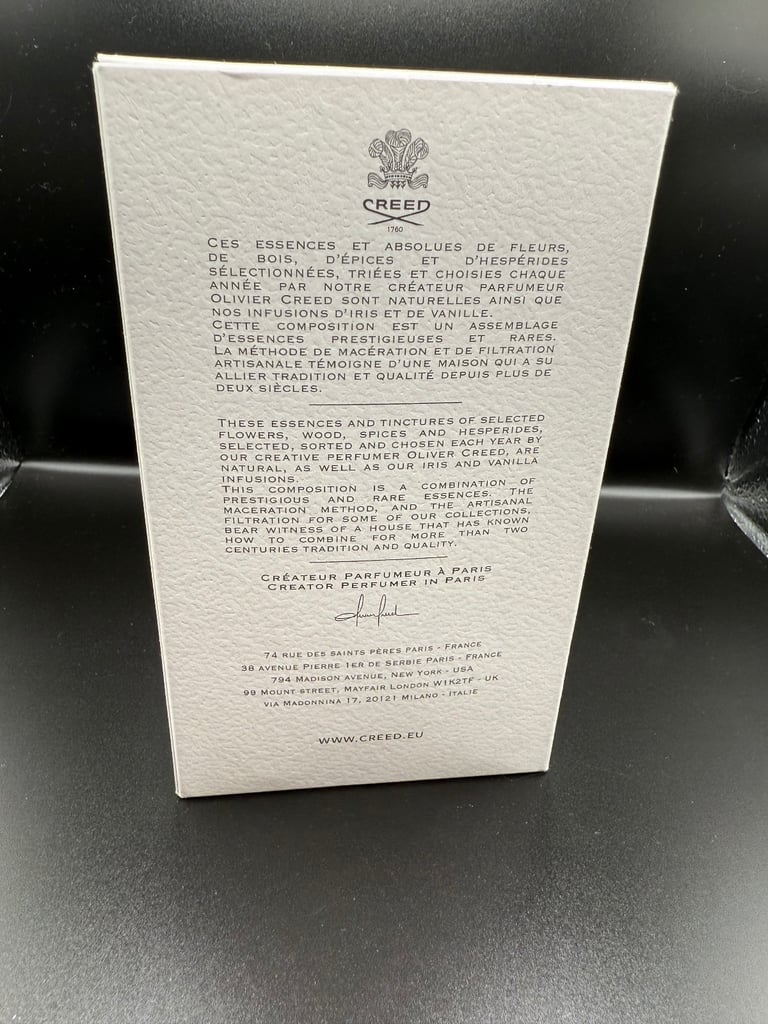 CREED
1760
CES ESSENCES ET ABSOLUES DE FLEURS,
DE BOIS, D'ÉPICES ET D'HESPÉRIDES
SÉLECTIONNÉES, TRIÉES ET CHOISIES CHAQUE
ANNÉE PAR NOTRE CRÉATEUR PARFUMEUR
OLIVIER CREED SONT NATURELLES AINSI QUE
NOS INFUSIONS D'IRIS ET DE VANILLE.
CETTE COMPOSITION EST UN ASSEMBLAGE
D'ESSENCES PRESTIGIEUSES ET RARES.
LA MÉTHODE DE MACÉRATION ET DE FILTRATION
ARTISANALE TÉMOIGNE D'UNE MAISON QUI A SU
ALLIER TRADITION ET QUALITÉ DEPUIS PLUS DE
DEUX SIÈCLES.
THESE ESSENCES AND TINCTURES OF SELECTED
FLOWERS, WOOD, SPICES AND HESPERIDES,
SELECTED, SORTED AND CHOSEN EACH YEAR BY
OUR CREATIVE PERFUMER OLIVER CREED, ARE
NATURAL, AS WELL AS OUR IRIS AND VANILLA
INFUSIONS.
THIS COMPOSITION IS A COMBINATION OF
PRESTIGIOUS AND RARE ESSENCES. THE
MACERATION METHOD, AND THE ARTISANAL
FILTRATION FOR SOME OF OUR COLLECTIONS,
BEAR WITNESS OF A HOUSE THAT HAS KNOWN
HOW TO COMBINE FOR MORE THAN TWO
CENTURIES TRADITION AND QUALITY.
CRÉATEUR PARFUMEUR À PARIS
CREATOR PERFUMER IN PARIS
74 RUE DES SAINTS PÈRES PARIS - FRANCE
38 AVENUE PIERRE 1ER DE SERBIE PARIS - FRANCE
794 MADISON AVENUE, NEW YORK - USA
99 MOUNT STREET, MAYFAIR LONDON W1K2TF - UK
VIA MADONNINA 17, 20121 MILANO - ITALIE
WWW.CREED.EU